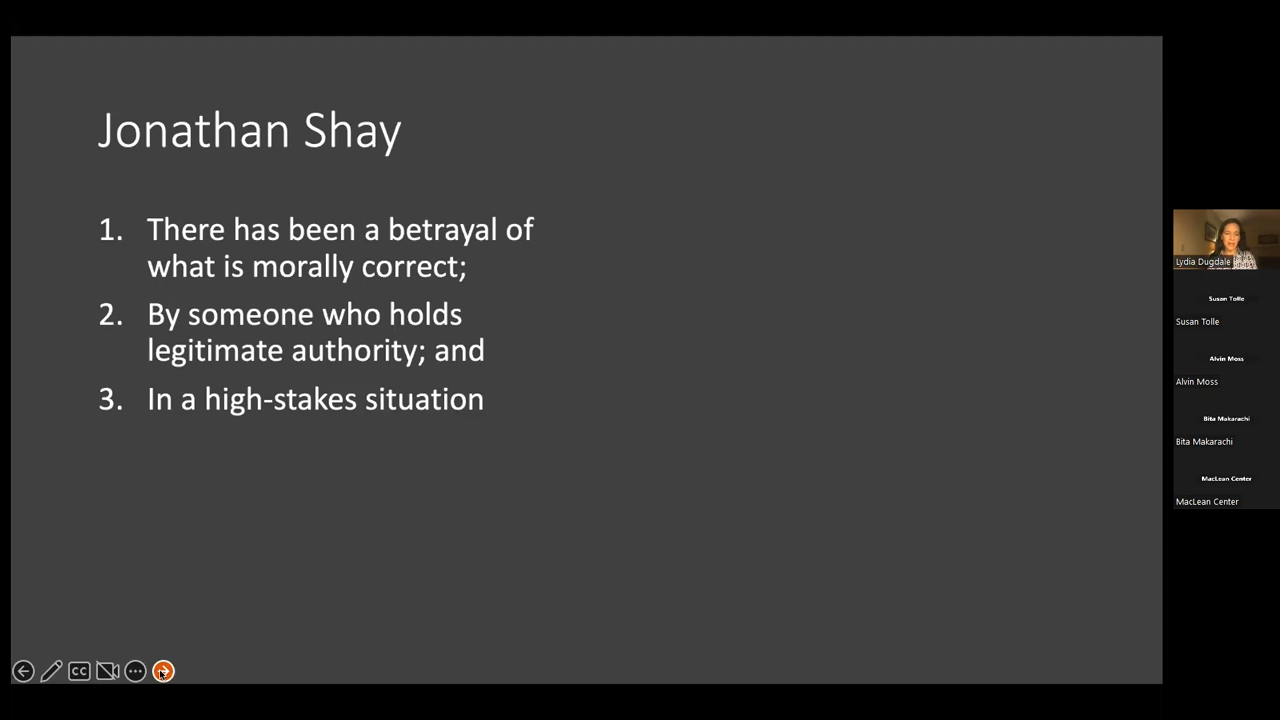 Jonathan Shay
1. There has been a betrayal of
what is morally correct;
2. By someone who holds
legitimate authority; and
3. In a high-stakes situation
CC
Lydia Dugdale
Susan Tolle
Susan Tolle
Alvin Moss
Alvin Moss
Bita Makarachi
Bita Makarachi
MacLean Center
MacLean Center